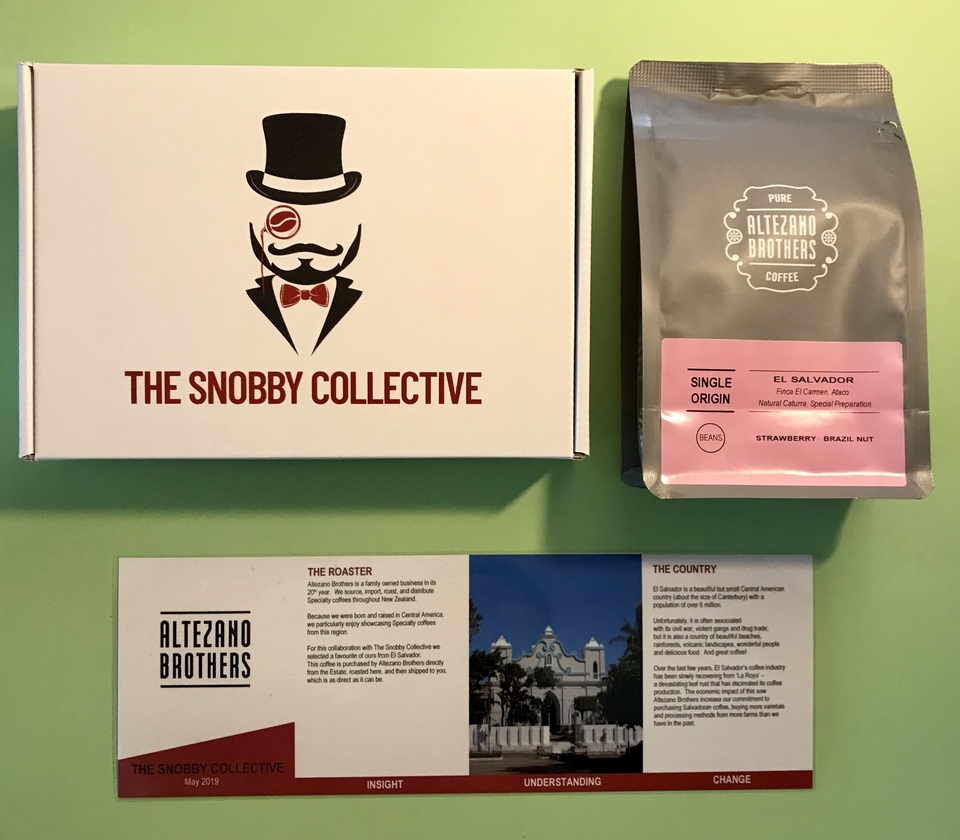 THE SNOBBY COLLECTIVE
PURE
ALTEZANO
BROTHERS
COFFEE
SINGLE
ORIGIN
BEANS
EL SALVADOR
Finca El Carmen, Ataco
Natural Caturra, Special Preparation
STRAWBERRY BRAZIL NUT
ALTEZANO
BROTHERS
THE SNOBBY COLLECTIVE
May 2019
THE ROASTER
Altezano Brothers is a family owned business in its
20th year. We source, import, roast, and distribute
Specialty coffees throughout New Zealand.
Because we were born and raised in Central America,
we particularly enjoy showcasing Specialty coffees
from this region.
For this collaboration with The Snobby Collective we
selected a favourite of ours from El Salvador.
This coffee is purchased by Altezano Brothers directly
from the Estate, roasted here, and then shipped to you,
which is as direct as it can be.
INSIGHT
UNDERSTANDING
THE COUNTRY
El Salvador is a beautiful but small Central American
country (about the size of Canterbury) with a
population of over 6 million.
Unfortunately, it is often associated
with its civil war, violent gangs and drug trade;
but it is also a country of beautiful beaches,
rainforests, volcanic landscapes, wonderful people
and delicious food. And great coffee!
Over the last few years, El Salvador's coffee industry
has been slowly recovering from 'La Roya' –
a devastating leaf rust that has decimated its coffee
production. The economic impact of this saw
Altezano Brothers increase our commitment to
purchasing Salvadoran coffee, buying more varietals
and processing methods from more farms than we
have in the past.
CHANGE